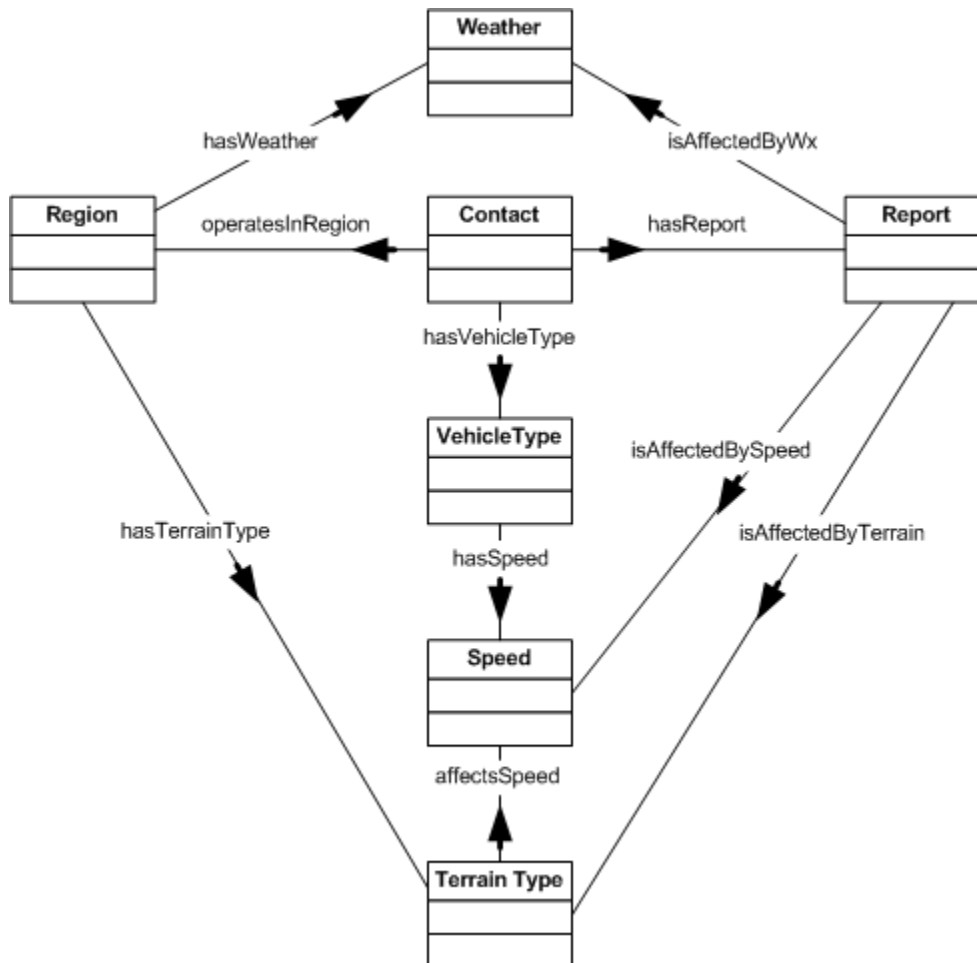 Weather
hasWeather
isAffectedByWx
Region
operatesInRegion
Contact
hasReport
Report
hasVehicleType
VehicleType
isAffectedBySpeed
hasTerrainType
hasSpeed
isAffectedByTerrain
Speed
affectsSpeed
Terrain Type